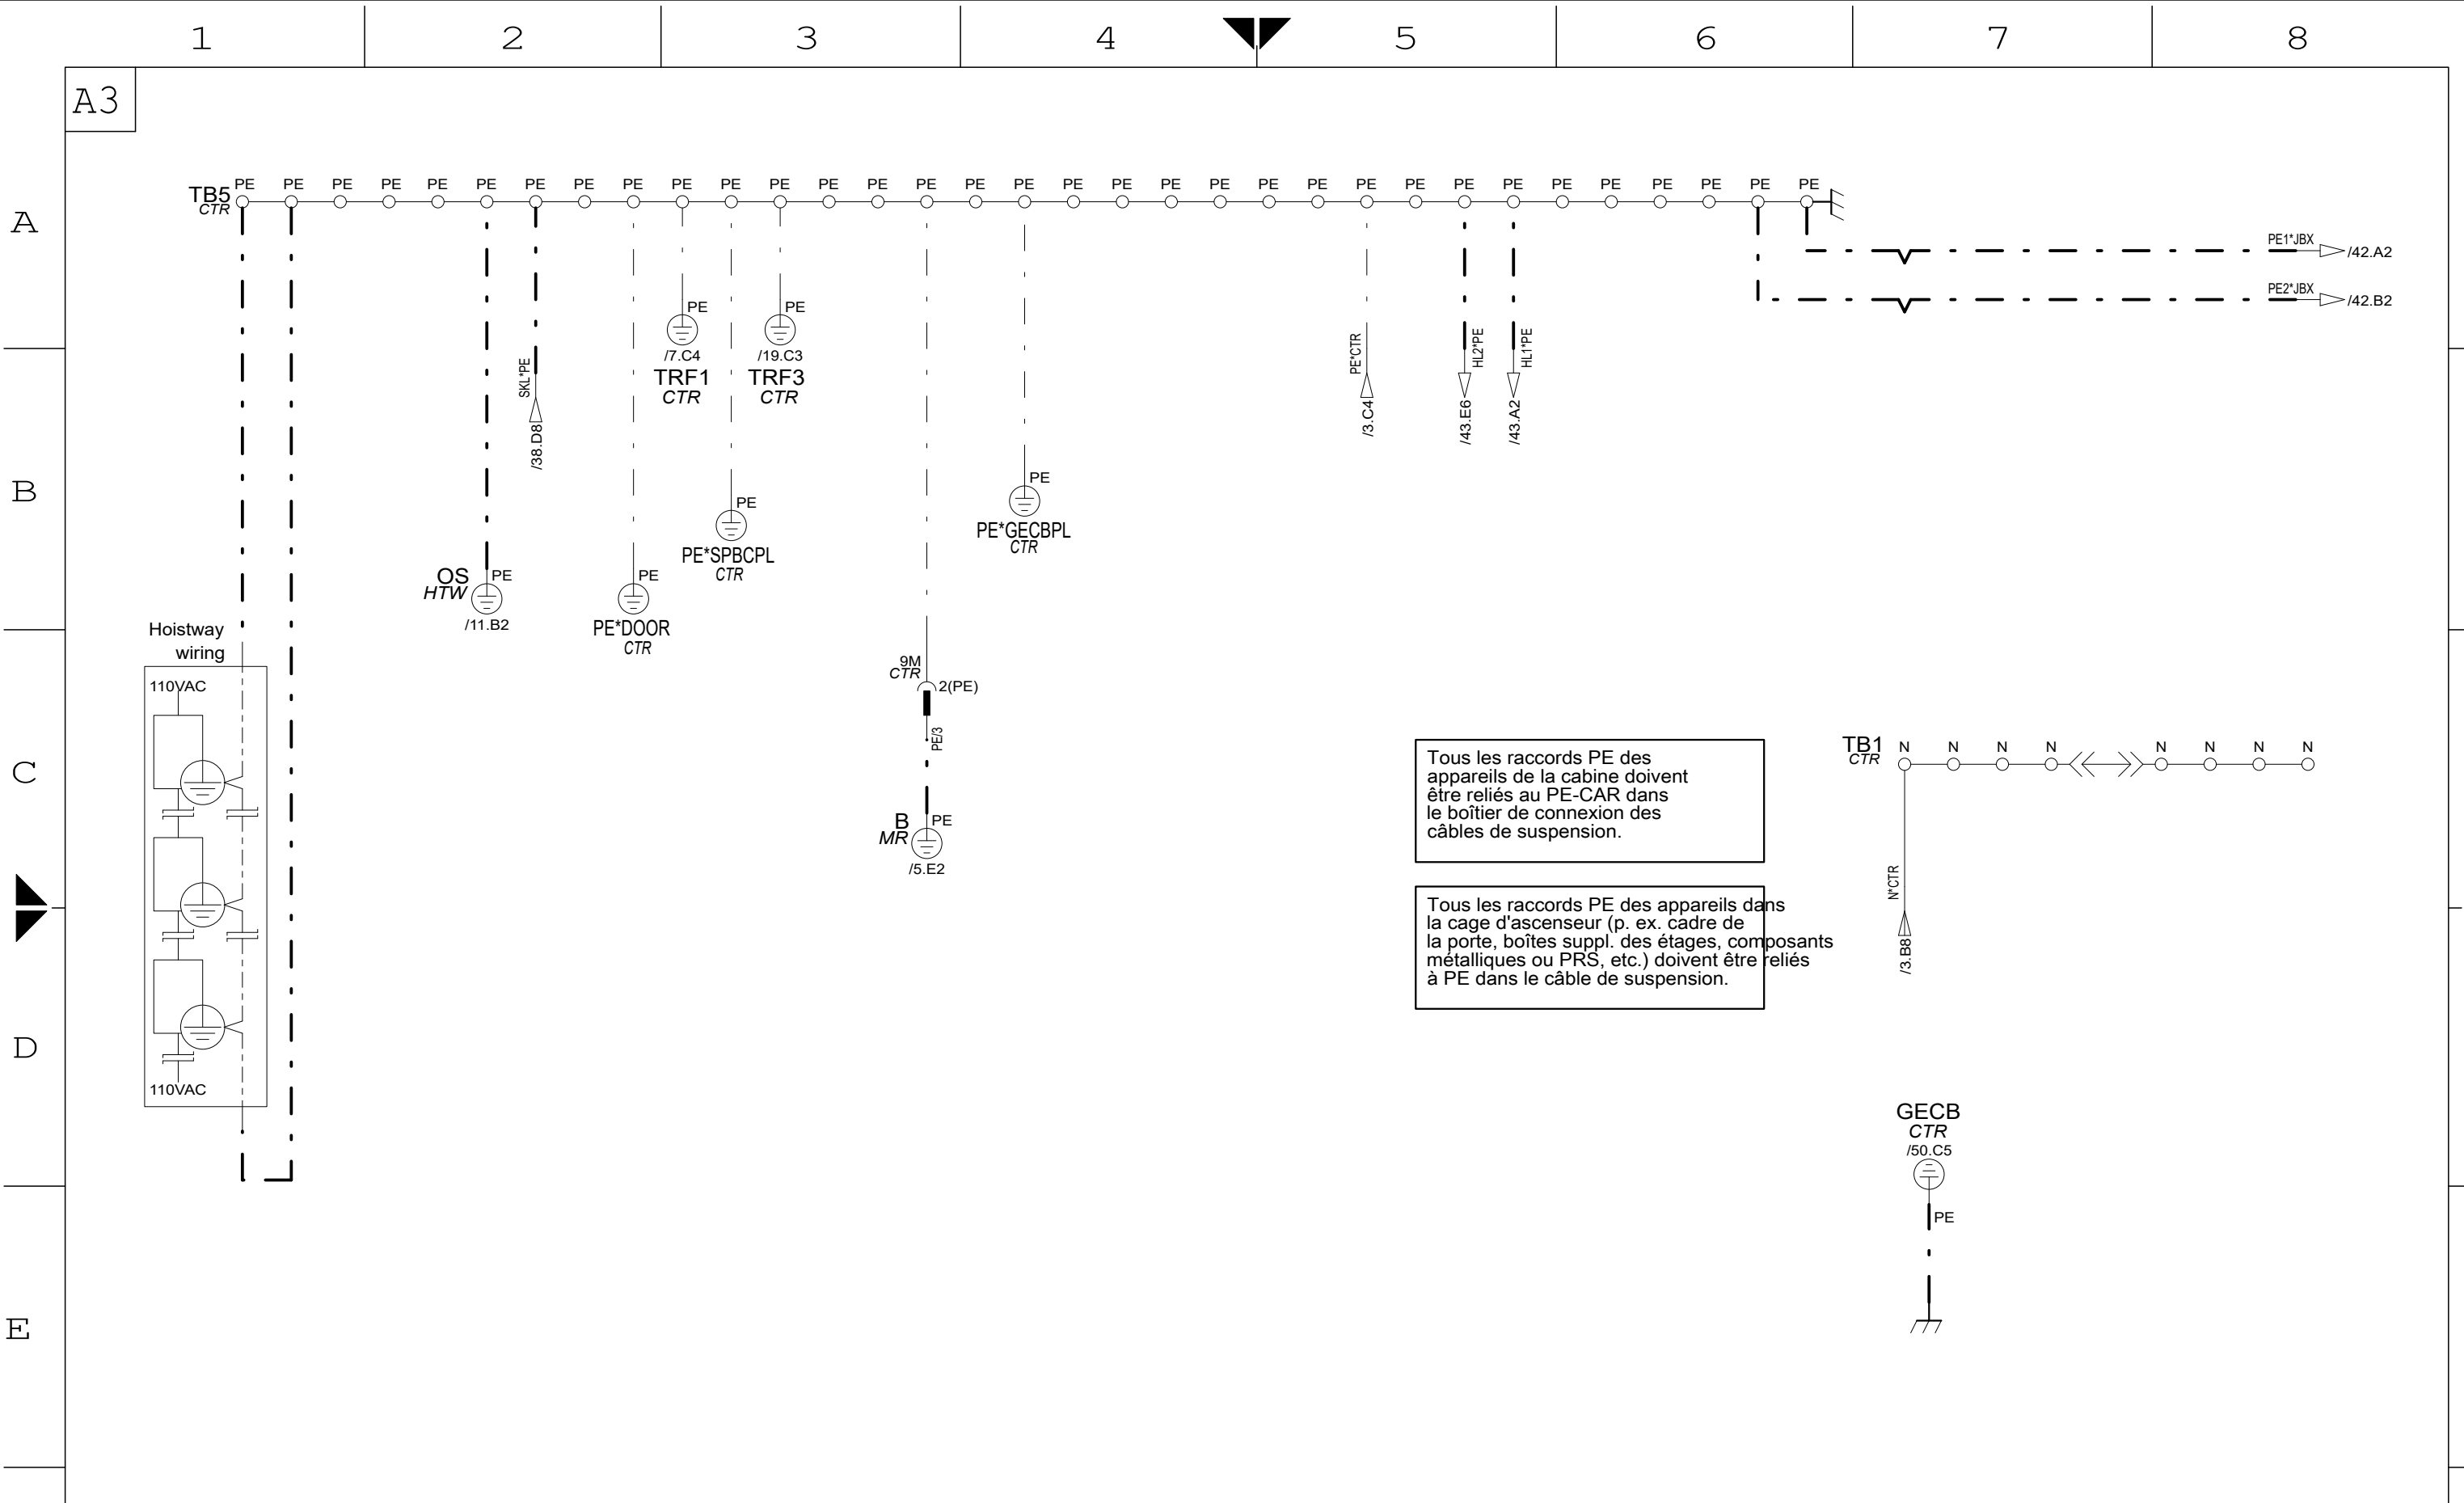 1 2 3 4 5 6 7 8
A3
A
B
C
D
E
TB5
CTR
PE PE PE PE PE PE PE PE PE PE PE PE PE PE PE PE PE PE PE PE PE PE PE PE PE PE PE PE PE PE PE PE PE
PE1*JBX /42.A2
PE2*JBX /42.B2
SKL*PE
/38.D8
PE
/7.C4
TRF1
CTR
PE
/19.C3
TRF3
CTR
PE*CTR
/3.C4
HL2*PE
/43.E6
HL1*PE
/43.A2
PE
PE*GECBPL
CTR
PE
PE*SPBCPL
CTR
OS
HTW
PE
/11.B2
PE
PE*DOOR
CTR
Hoistway
wiring
110VAC
110VAC
9M
CTR
2(PE)
PE/3
B
MR
PE
/5.E2
Tous les raccords PE des
appareils de la cabine doivent
être reliés au PE-CAR dans
le boîtier de connexion des
câbles de suspension.
Tous les raccords PE des appareils dans
la cage d'ascenseur (p. ex. cadre de
la porte, boîtes suppl. des étages, composants
métalliques ou PRS, etc.) doivent être reliés
à PE dans le câble de suspension.
TB1
CTR
N N N N N N N N
N*CTR
/3.B8
GECB
CTR
/50.C5
PE